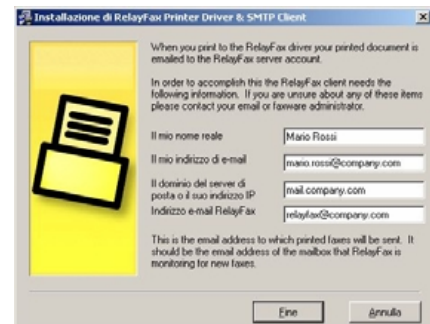 Installazione di RelayFax Printer Driver & SMTP Client
When you print to the RelayFax driver your printed document is
emailed to the RelayFax server account.
In order to accomplish this the RelayFax client needs the
following information. If you are unsure about any of these items
please contact your email or faxware administrator.
Il mio nome reale
Mario Rossi
Il mio indirizzo di e-mail
mario.rossi@company.com
Il dominio del server di
posta o il suo indirizzo IP
mail.company.com
Indirizzo e-mail RelayFax
relayfax@company.com
This is the email address to which printed faxes will be sent. It
should be the email address of the mailbox that RelayFax is
monitoring for new faxes.
Fine
Annulla